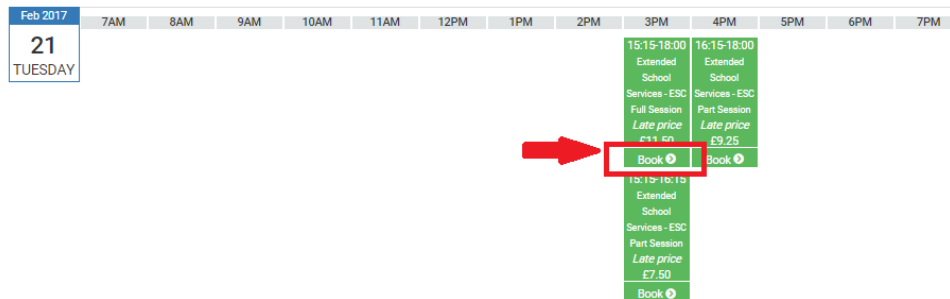 Feb 2017
7AM 8AM 9AM 10AM 11AM 12PM 1PM 2PM 3PM 4PM 5PM 6PM 7PM
21
TUESDAY
15:15-18:00
Extended
School
Services - ESC
Full Session
Late price
£11.50
Book
16:15-18:00
Extended
School
Services - ESC
Part Session
Late price
£9.25
Book
15:15-16:15
Extended
School
Services - ESC
Part Session
Late price
£7.50
Book